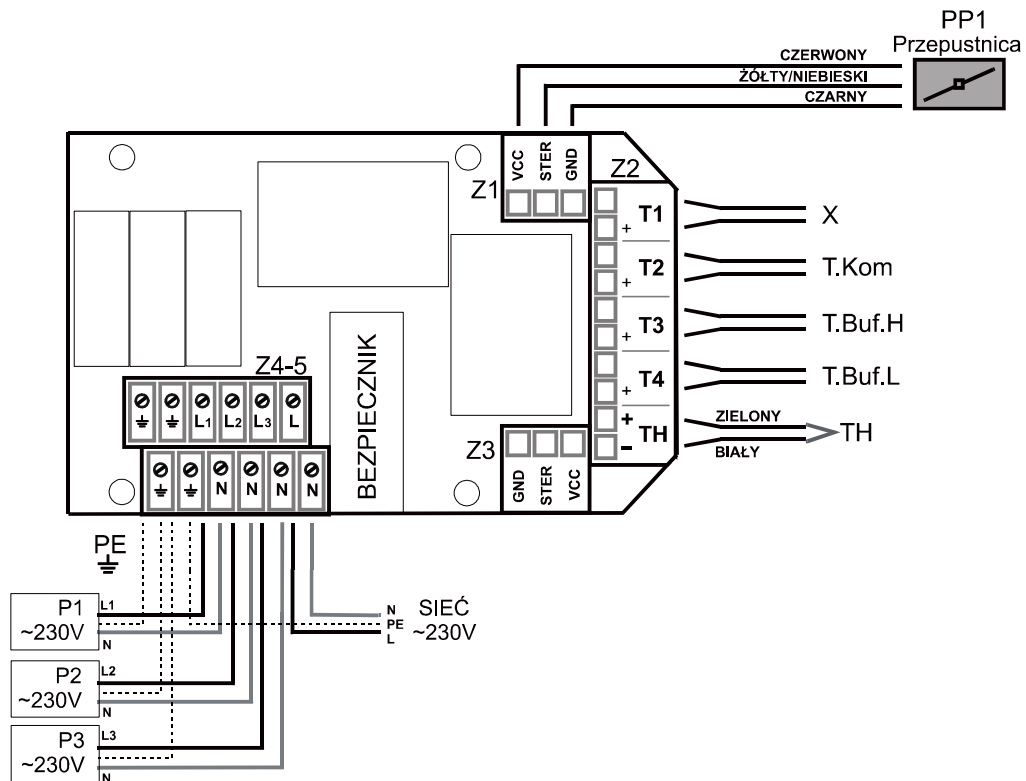 PP1
Przepustnica
CZERWONY
ŻÓŁTY/NIEBIESKI
CZARNY
VCC
STER
GND
Z1
Z2
T1
+
X
T2
+
T.Kom
T3
+
T.Buf.H
T4
+
T.Buf.L
+
TH
-
ZIELONY
BIAŁY
TH
Z3
GND
STER
VCC
Z4-5
L1
L2
L3
L
N
N
N
N
BEZPIECZNIK
PE
P1
~230V
L1
N
P2
~230V
L2
N
P3
~230V
L3
N
N
PE
L
SIEĆ
~230V